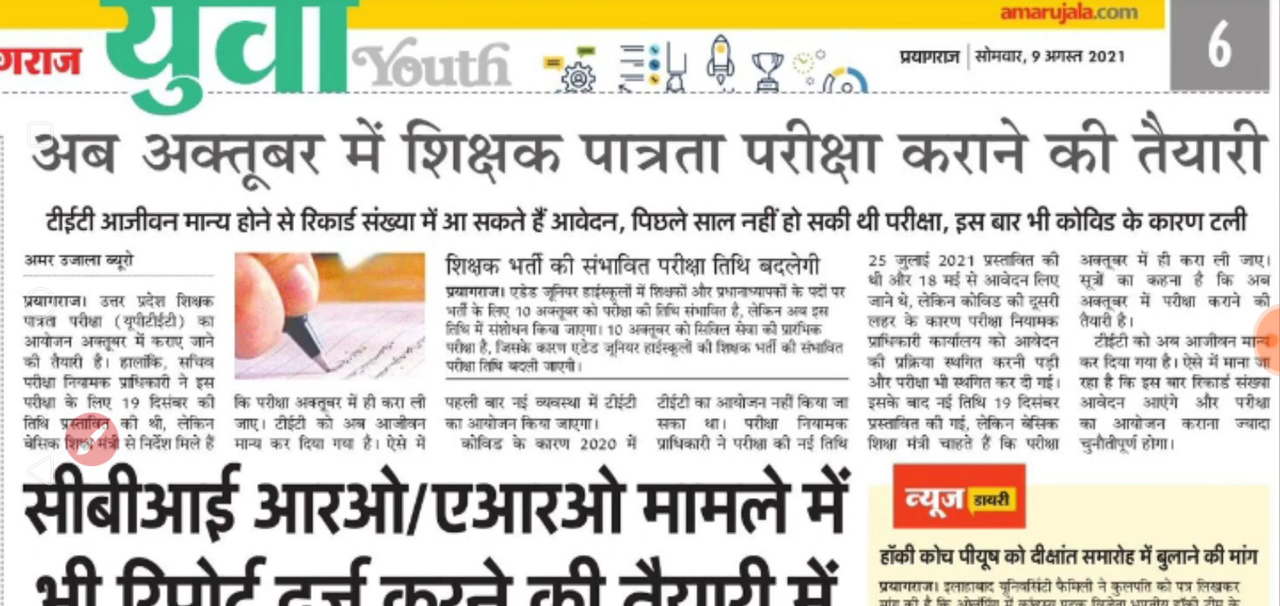 amarujala.com
गराज
युवा
Youth
प्रयागराज | सोमवार, 9 अगस्त 2021
6
अब अक्तूबर में शिक्षक पात्रता परीक्षा कराने की तैयारी
टीईटी आजीवन मान्य होने से रिकार्ड संख्या में आ सकते हैं आवेदन, पिछले साल नहीं हो सकी थी परीक्षा, इस बार भी कोविड के कारण टली
अमर उजाला ब्यूरो
प्रयागराज। उत्तर प्रदेश शिक्षक
पात्रता परीक्षा (यूपीटीईटी) का
आयोजन अक्तूबर में कराए जाने
की तैयारी है। हालांकि, सचिव
परीक्षा नियामक प्राधिकारी ने इस
परीक्षा के लिए 19 दिसंबर की
तिथि प्रस्तावित की थी, लेकिन
बेसिक शिक्षा मंत्री से निर्देश मिले हैं
कि परीक्षा अक्तूबर में ही करा ली
जाए। टीईटी को अब आजीवन
मान्य कर दिया गया है। ऐसे में
शिक्षक भर्ती की संभावित परीक्षा तिथि बदलेगी
प्रयागराज। एडेड जूनियर हाईस्कूलों में शिक्षकों और प्रधानाध्यापकों के पदों पर
भर्ती के लिए 10 अक्तूबर को परीक्षा की तिथि संभावित है, लेकिन अब इस
तिथि में संशोधन किया जाएगा। 10 अक्तूबर को सिविल सेवा की प्रारंभिक
परीक्षा है, जिसके कारण एडेड जूनियर हाईस्कूलों की शिक्षक भर्ती की संभावित
परीक्षा तिथि बदली जाएगी।
पहली बार नई व्यवस्था में टीईटी
का आयोजन किया जाएगा।
कोविड के कारण 2020 में
टीईटी का आयोजन नहीं किया जा
सका था। परीक्षा नियामक
प्राधिकारी ने परीक्षा की नई तिथि
25 जुलाई 2021 प्रस्तावित की
थी और 18 मई से आवेदन लिए
जाने थे, लेकिन कोविड की दूसरी
लहर के कारण परीक्षा नियामक
प्राधिकारी कार्यालय को आवेदन
की प्रक्रिया स्थगित करनी पड़ी
और परीक्षा भी स्थगित कर दी गई।
इसके बाद नई तिथि 19 दिसंबर
प्रस्तावित की गई, लेकिन बेसिक
शिक्षा मंत्री चाहते हैं कि परीक्षा
अक्तूबर में ही करा ली जाए।
सूत्रों का कहना है कि अब
अक्तूबर में परीक्षा कराने की
तैयारी है।
टीईटी को अब आजीवन मान्य
कर दिया गया है। ऐसे में माना जा
रहा है कि इस बार रिकार्ड संख्या
आवेदन आएंगे और परीक्षा
का आयोजन कराना ज्यादा
चुनौतीपूर्ण होगा।
सीबीआई आरओ/एआरओ मामले में
भी रिपोर्ट दर्ज करने की तैयारी में
न्यूज डायरी
हॉकी कोच पीयूष को दीक्षांत समारोह में बुलाने की मांग
प्रयागराज। इलाहाबाद यूनिवर्सिटी फैमिली ने कुलपति को पत्र लिखकर